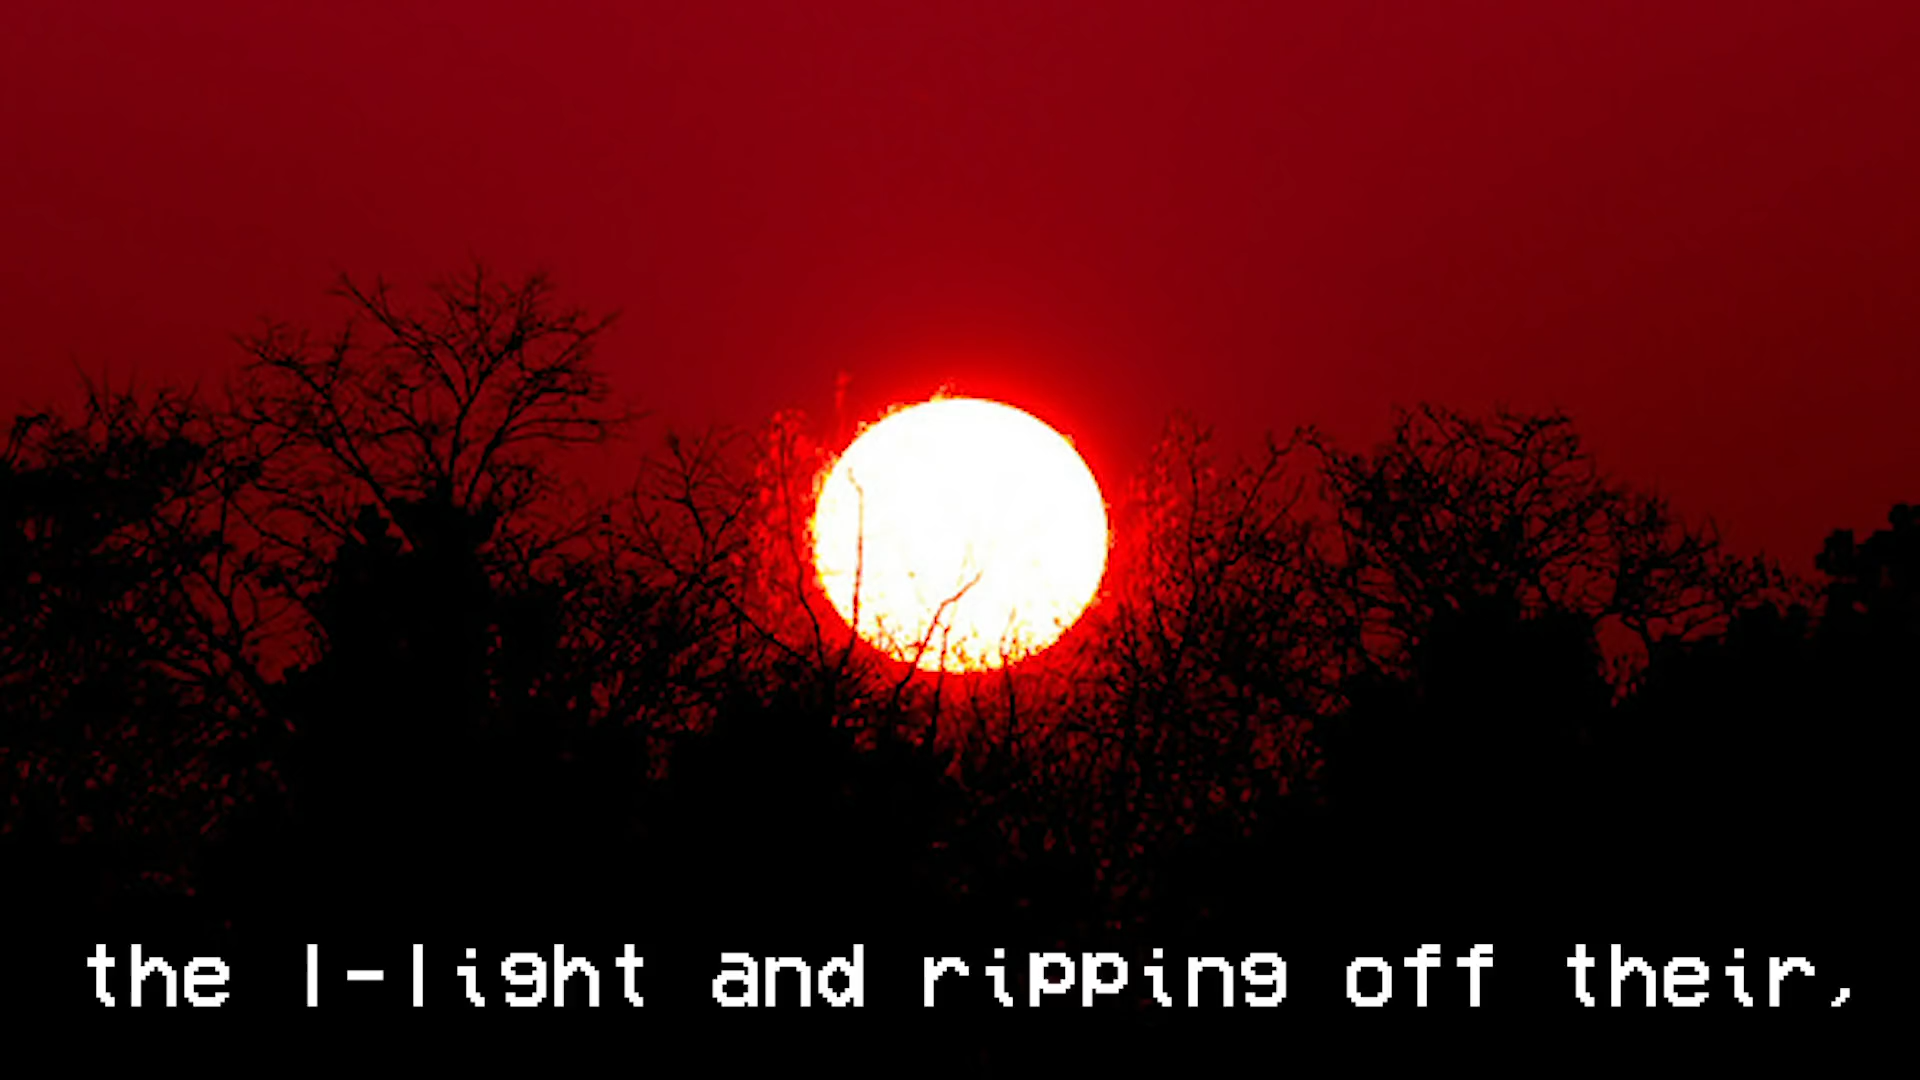 the l-light and ripping off their,